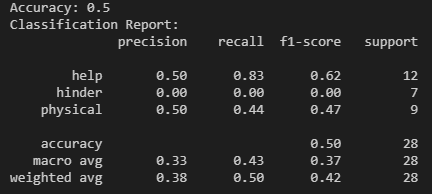 Accuracy: 0.5
Classification Report:
precision recall f1-score support
help 0.50 0.83 0.62 12
hinder 0.00 0.00 0.00 7
physical 0.50 0.44 0.47 9
accuracy 0.50 28
macro avg 0.33 0.43 0.37 28
weighted avg 0.38 0.50 0.42 28